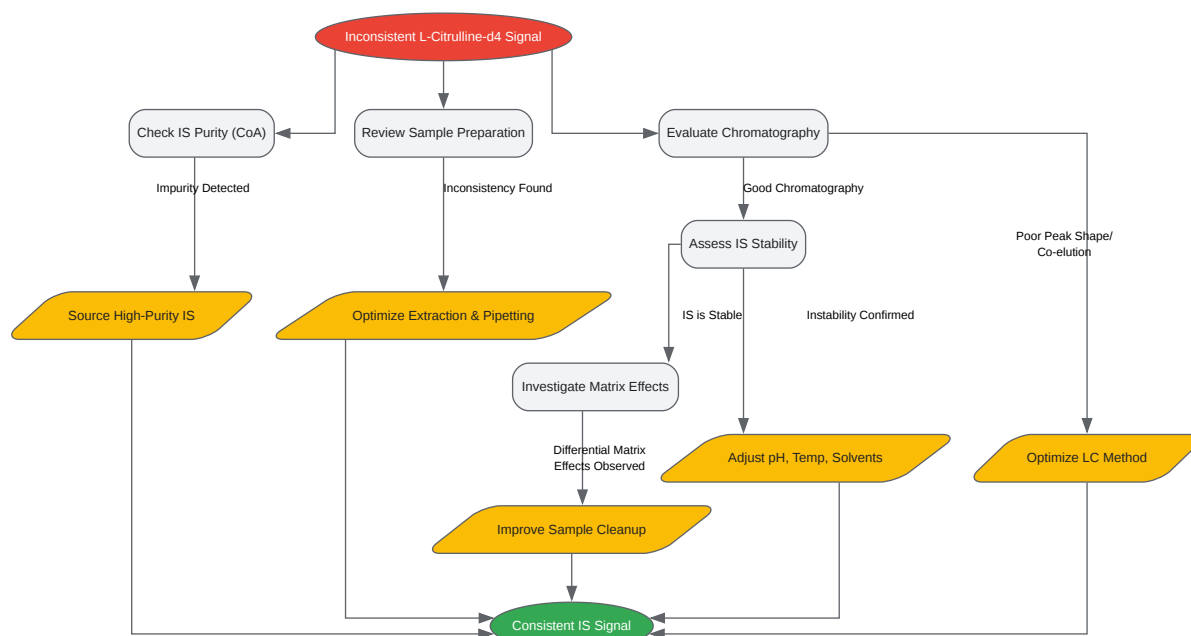 Inconsistent L-Citrulline-d4 Signal
Check IS Purity (CoA)
Review Sample Preparation
Evaluate Chromatography
Impurity Detected
Inconsistency Found
Good Chromatography
Poor Peak Shape/
Co-elution
Assess IS Stability
Source High-Purity IS
Optimize Extraction & Pipetting
IS is Stable
Instability Confirmed
Investigate Matrix Effects
Differential Matrix
Effects Observed
Adjust pH, Temp, Solvents
Optimize LC Method
Improve Sample Cleanup
Consistent IS Signal